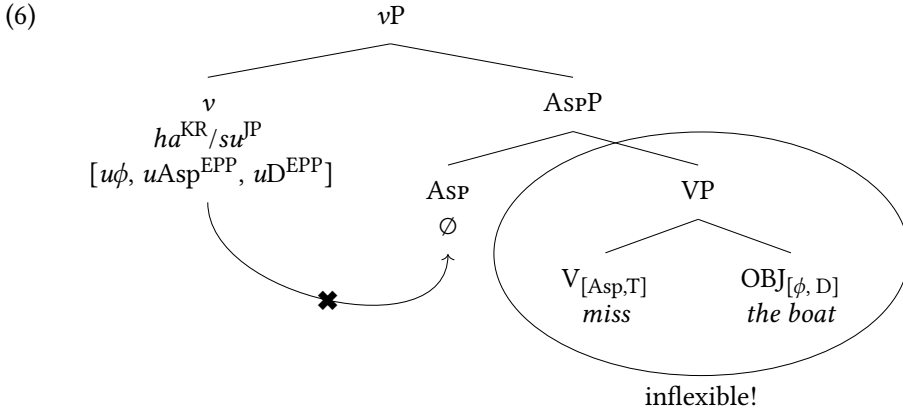 (6)
vP
v
AspP
ha^KR/su^JP
[uϕ, uAsp^EPP, uD^EPP]
Asp
VP
∅
V[Asp,T]
OBJ[ϕ, D]
miss
the boat
inflexible!